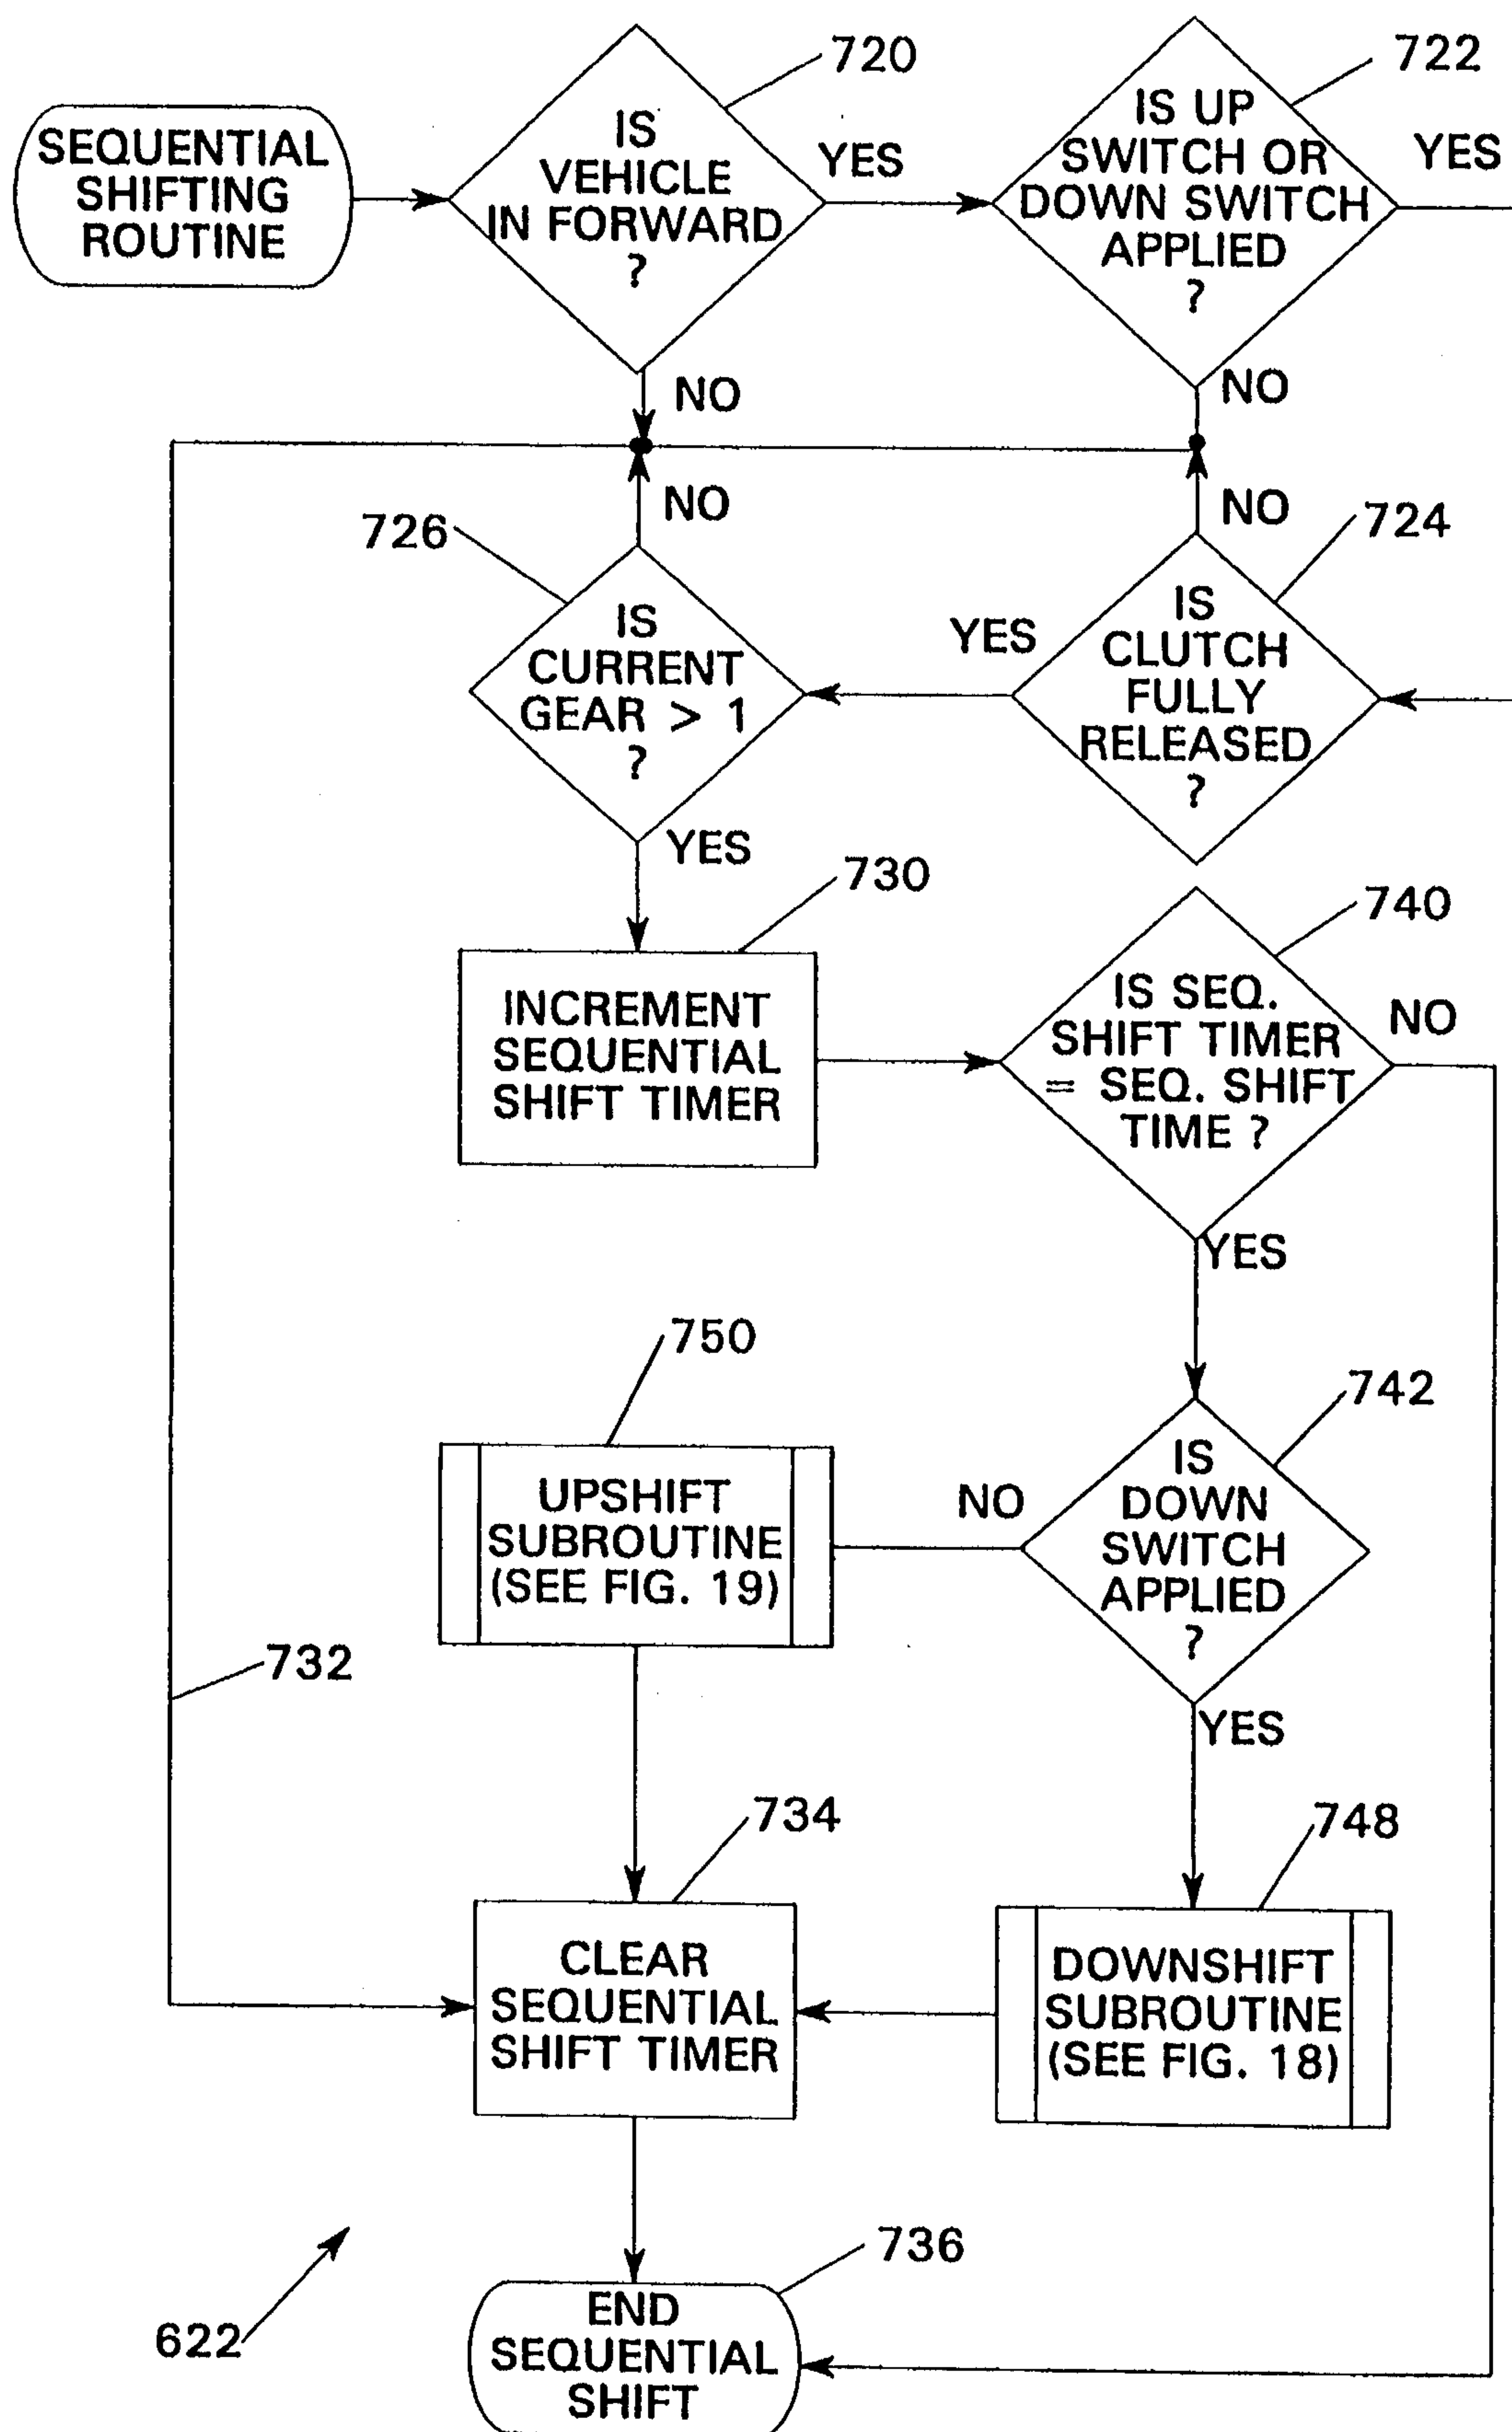 SEQUENTIAL
SHIFTING
ROUTINE
720
IS
VEHICLE
IN FORWARD
?
YES
NO
722
IS UP
SWITCH OR
DOWN SWITCH
APPLIED
?
YES
NO
724
IS
CLUTCH
FULLY
RELEASED
?
NO
YES
726
IS
CURRENT
GEAR > 1
?
NO
YES
730
INCREMENT
SEQUENTIAL
SHIFT TIMER
740
IS SEQ.
SHIFT TIMER
= SEQ. SHIFT
TIME ?
NO
YES
742
IS
DOWN
SWITCH
APPLIED
?
NO
YES
750
UPSHIFT
SUBROUTINE
(SEE FIG. 19)
732
734
CLEAR
SEQUENTIAL
SHIFT TIMER
748
DOWNSHIFT
SUBROUTINE
(SEE FIG. 18)
736
END
SEQUENTIAL
SHIFT
622